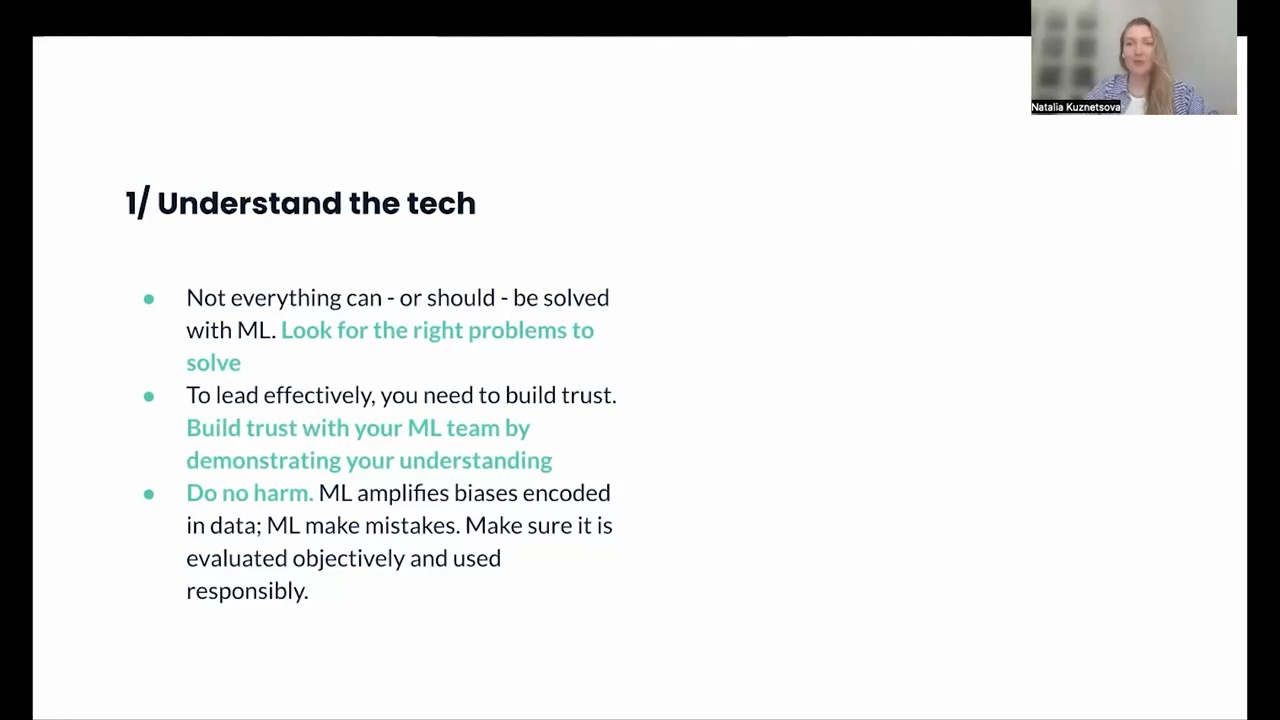 Natalia Kuznetsova
1/ Understand the tech
● Not everything can - or should - be solved
with ML. Look for the right problems to
solve
● To lead effectively, you need to build trust.
Build trust with your ML team by
demonstrating your understanding
● Do no harm. ML amplifies biases encoded
in data; ML make mistakes. Make sure it is
evaluated objectively and used
responsibly.